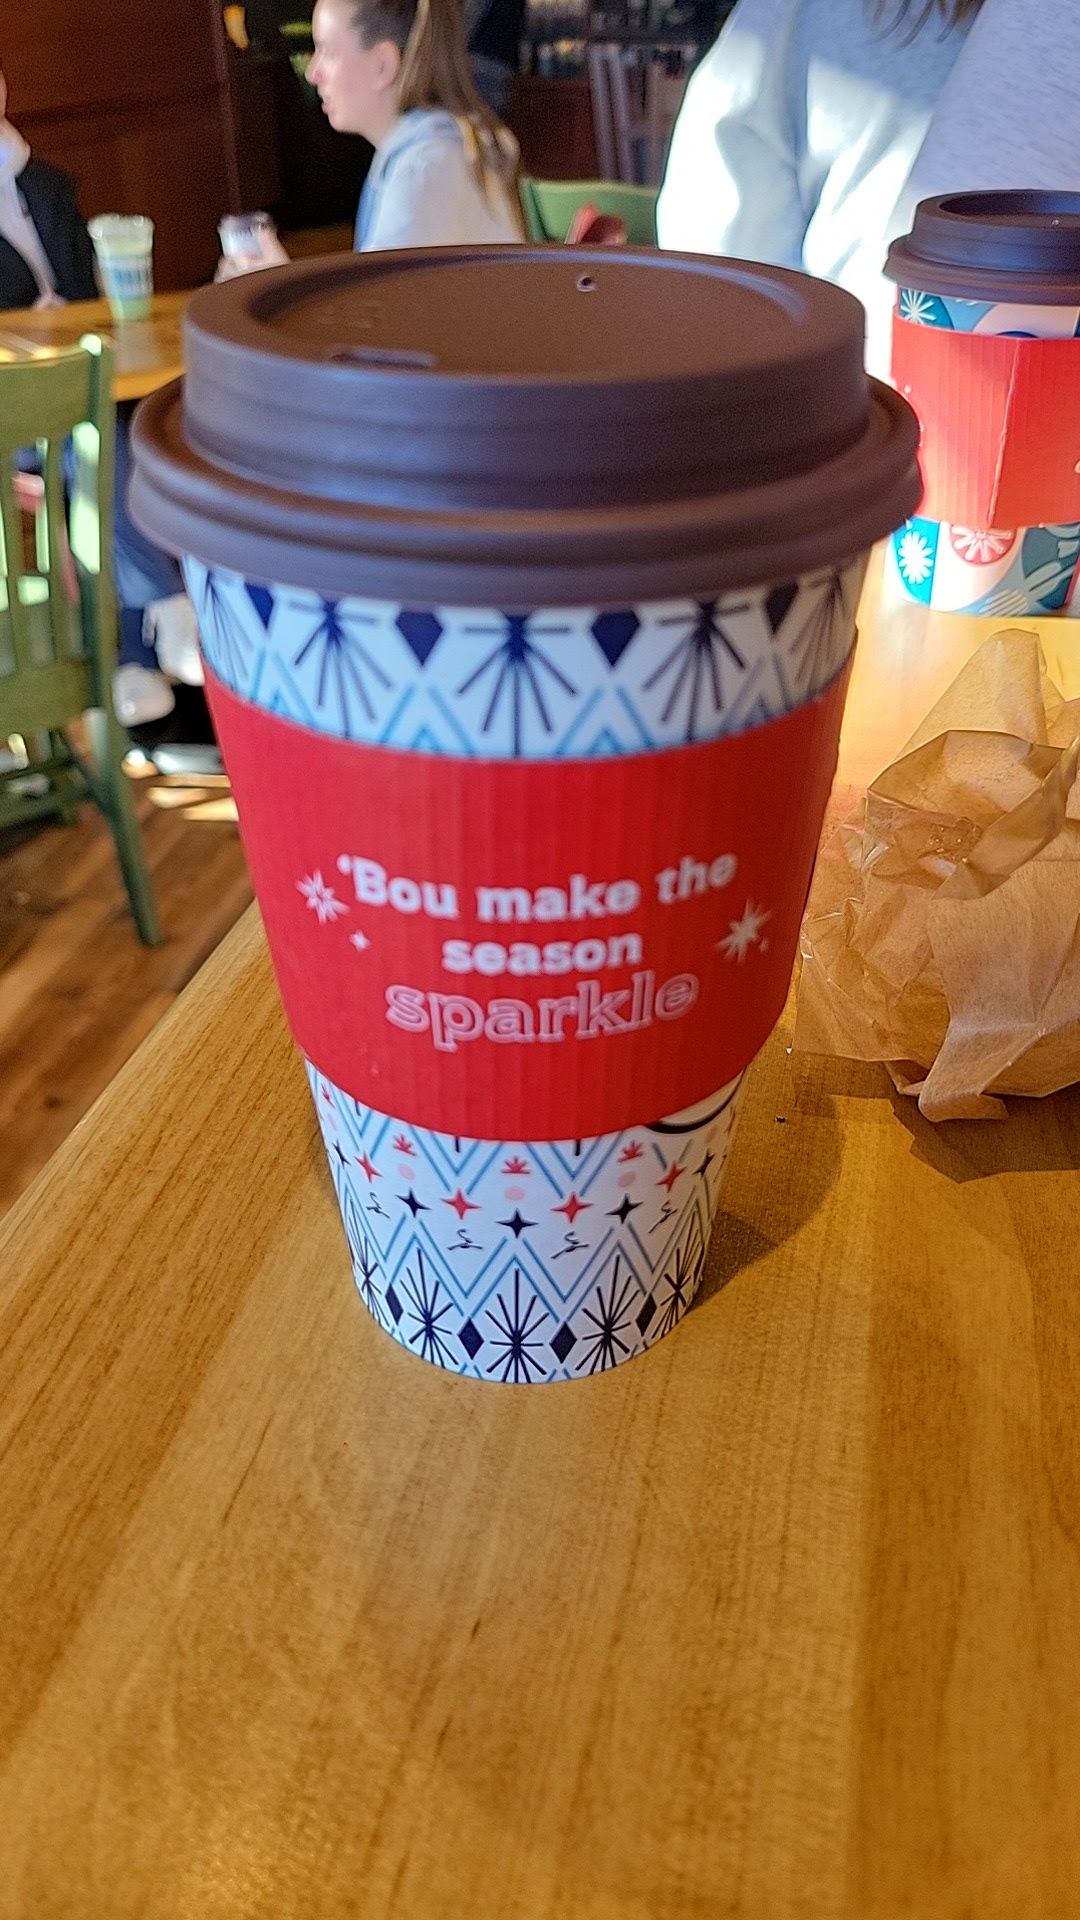 ‘Bou make the
season
sparkle